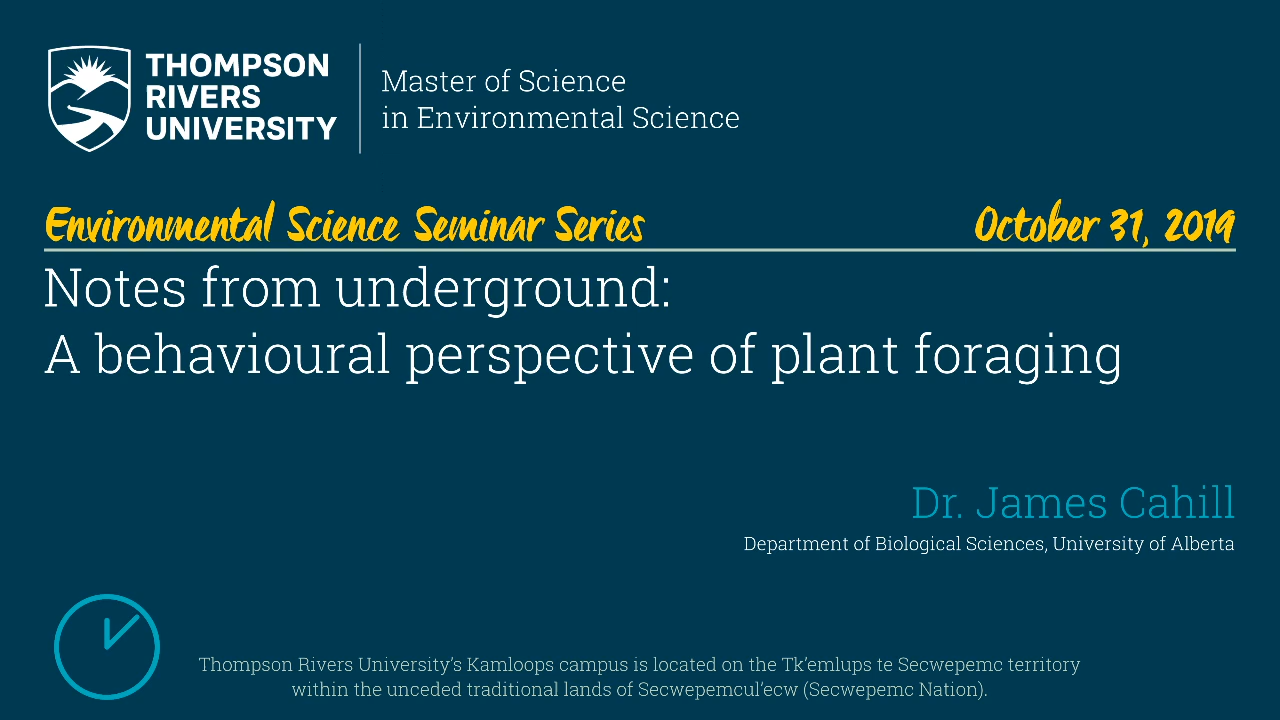 THOMPSON
RIVERS
UNIVERSITY
Master of Science
in Environmental Science
Environmental Science Seminar Series
October 31, 2019
Notes from underground:
A behavioural perspective of plant foraging
Dr. James Cahill
Department of Biological Sciences, University of Alberta
Thompson Rivers University’s Kamloops campus is located on the Tk’emlups te Secwepemc territory
within the unceded traditional lands of Secwepemcul’ecw (Secwepemc Nation).